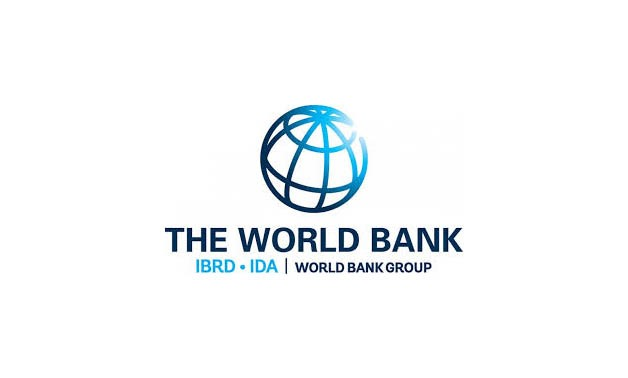 THE WORLD BANK
IBRD • IDA | WORLD BANK GROUP